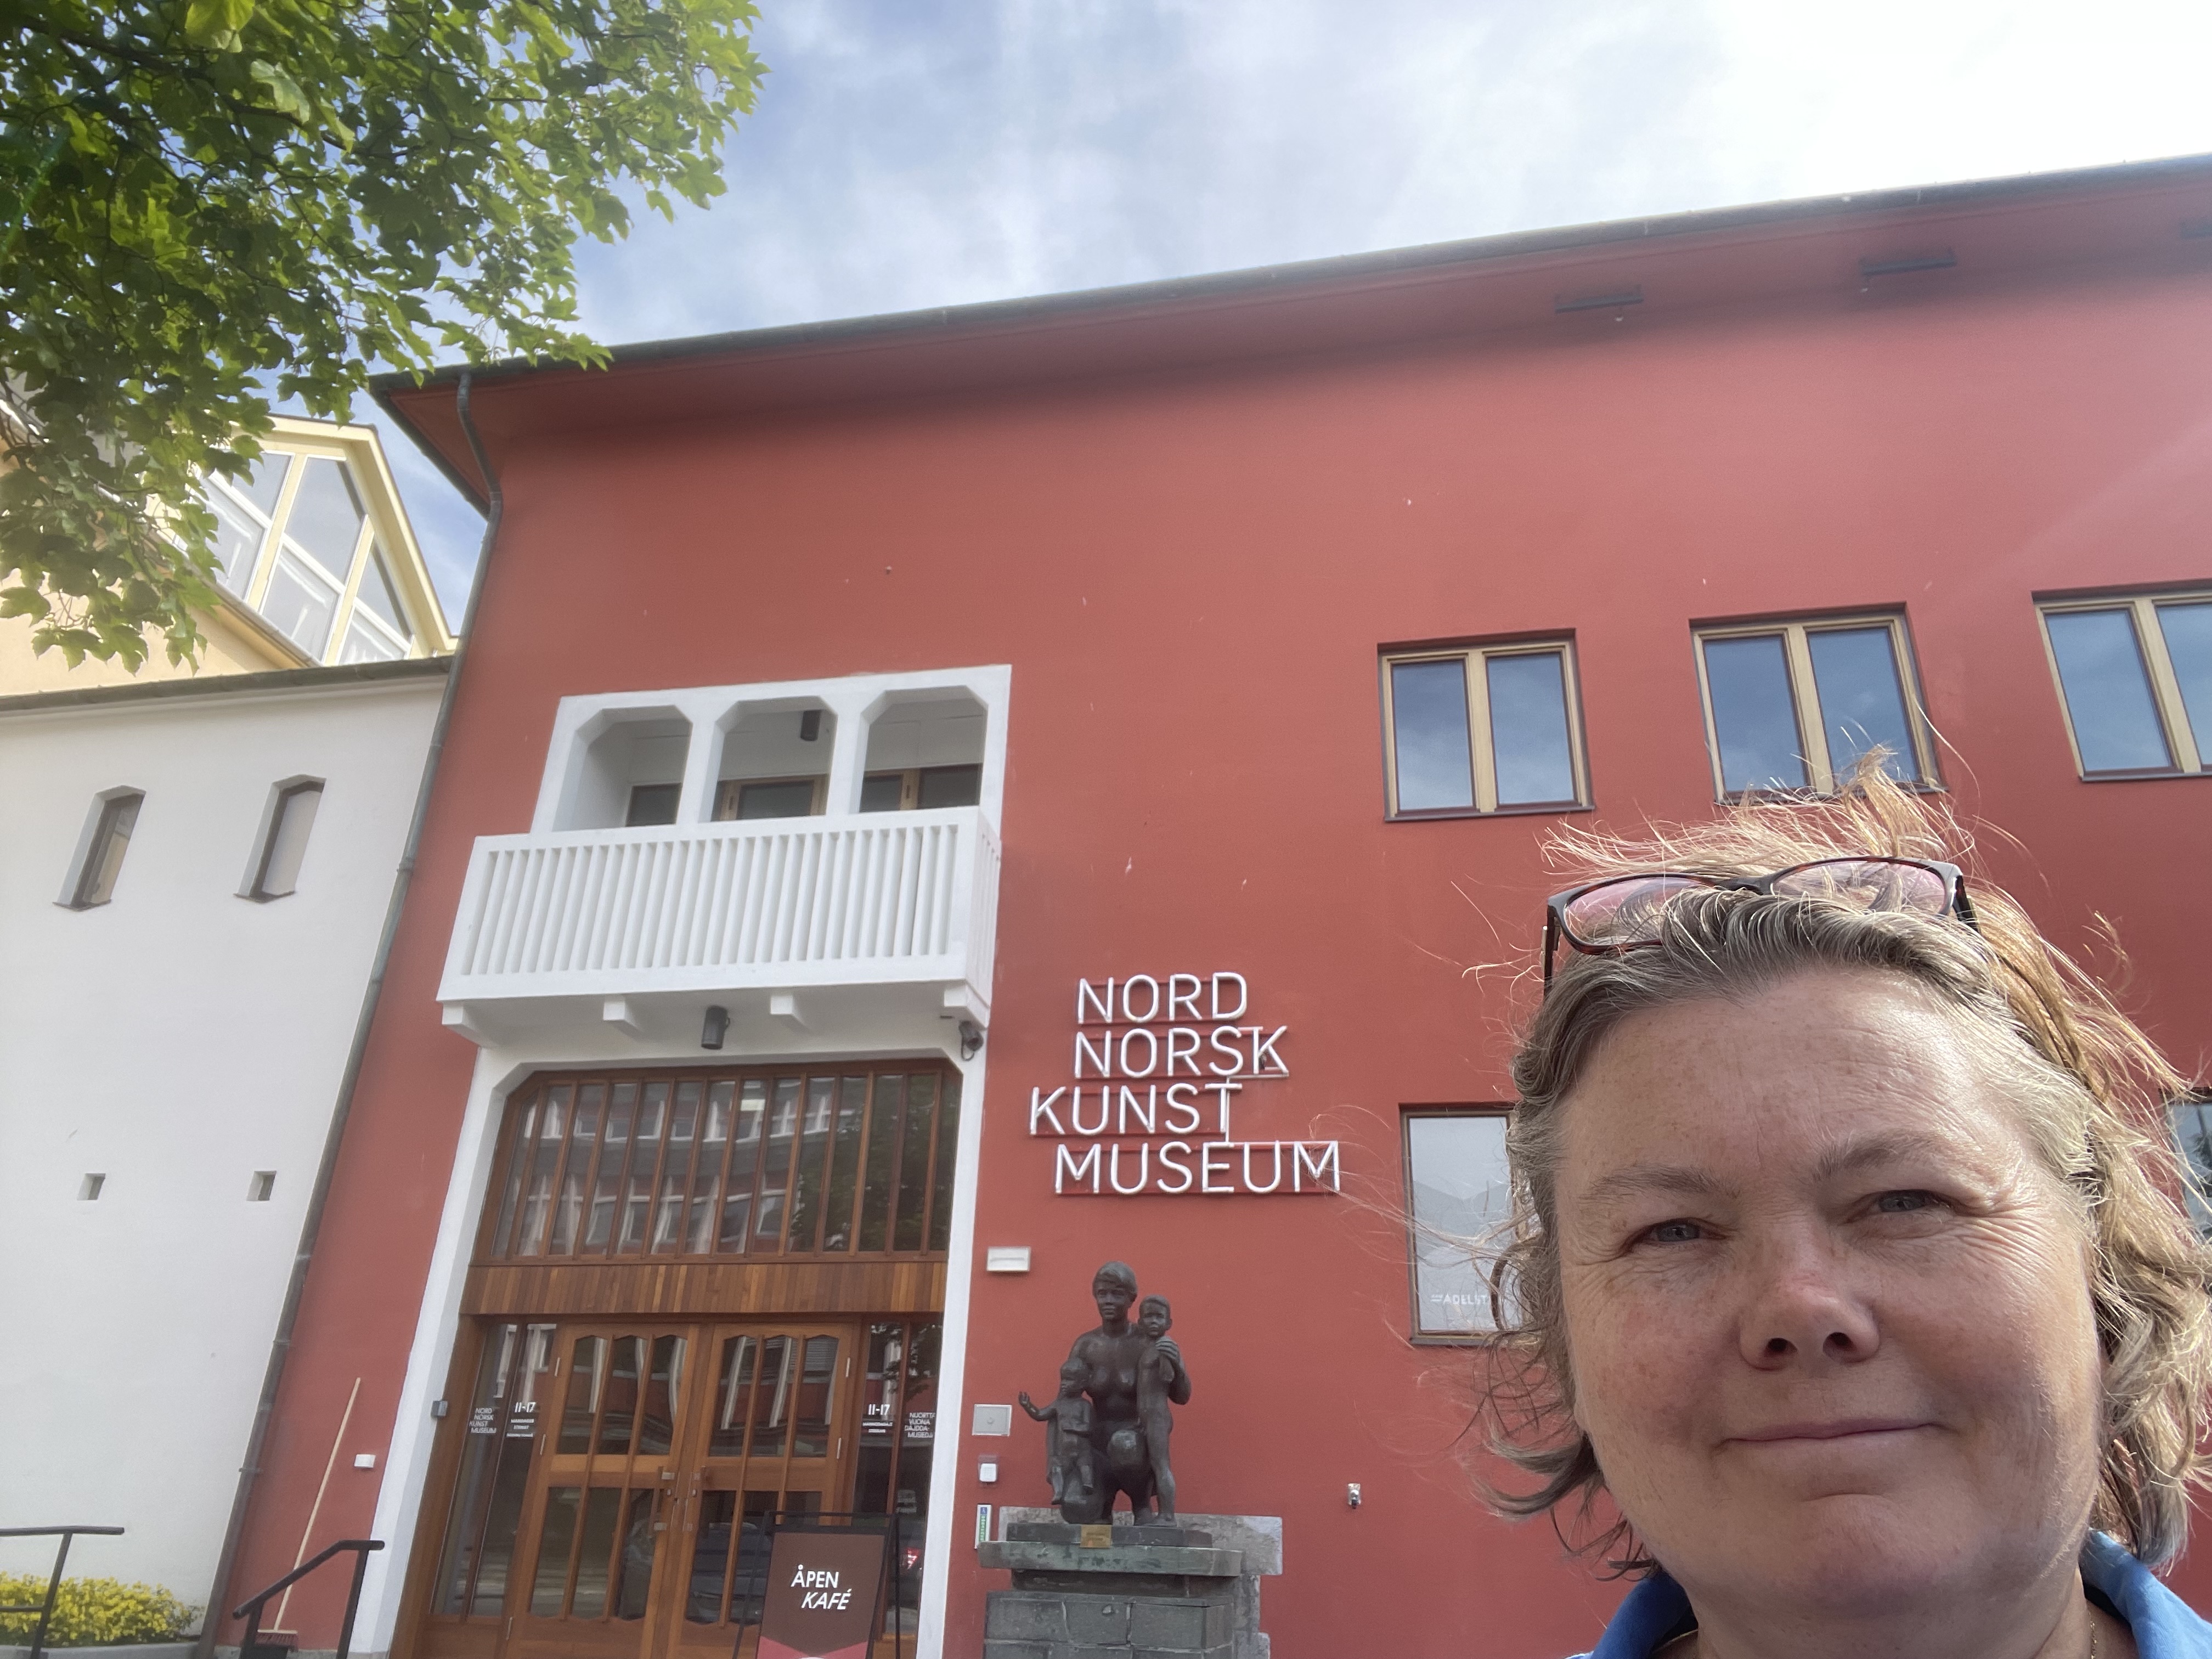 NORD
NORSK
KUNST
MUSEUM
NORD
NORSK
KUNST
MUSEUM
11-17
11-17
ÅPEN
KAFÉ